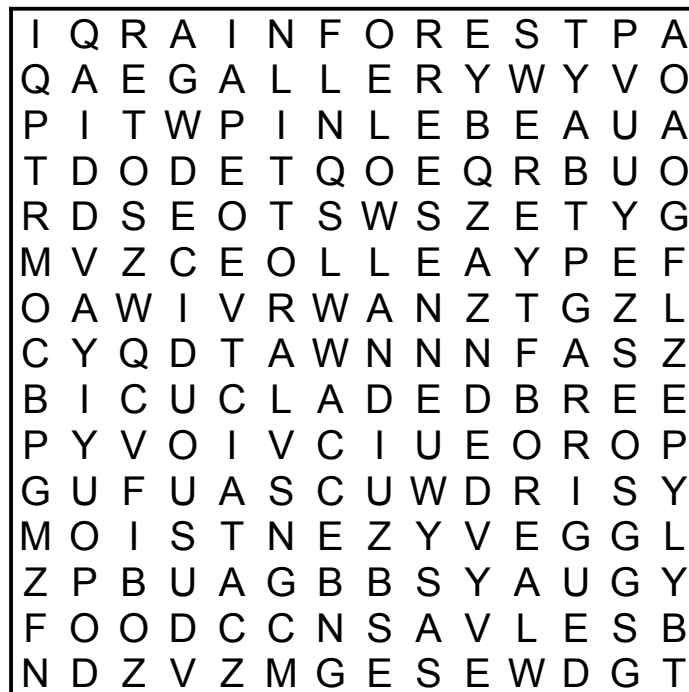 I Q R A I N F O R E S T P A
Q A E G A L L E R Y W Y V O
P I T W P I N L E B E A U A
T D O D E T Q O E Q R B U O
R D S E O T S W S Z E T Y G
M V Z C E O L L E A Y P E F
O A W I V R W A N Z T G Z L
C Y Q D T A W N N N F A S Z
B I C U C L A D E D B R E E
P Y V O I V C I U E O R O P
G U F U A S C U W D R I S Y
M O I S T N E Z Y V E G G L
Z P B U A G B B S Y A U G Y
F O O D C C N S A V L E S B
N D Z V Z M G E S E W D G T